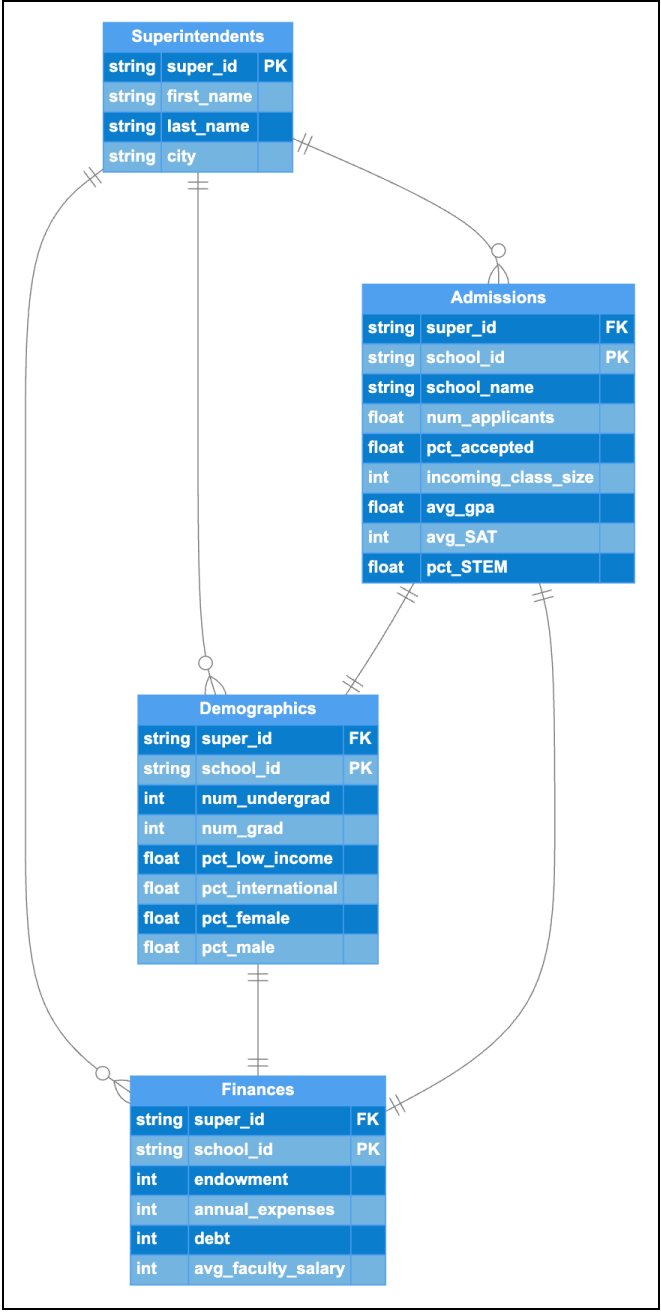 Superintendents
string super_id PK
string first_name
string last_name
string city
Admissions
string super_id FK
string school_id PK
string school_name
float num_applicants
float pct_accepted
int incoming_class_size
float avg_gpa
int avg_SAT
float pct_STEM
Demographics
string super_id FK
string school_id PK
int num_undergrad
int num_grad
float pct_low_income
float pct_international
float pct_female
float pct_male
Finances
string super_id FK
string school_id PK
int endowment
int annual_expenses
int debt
int avg_faculty_salary